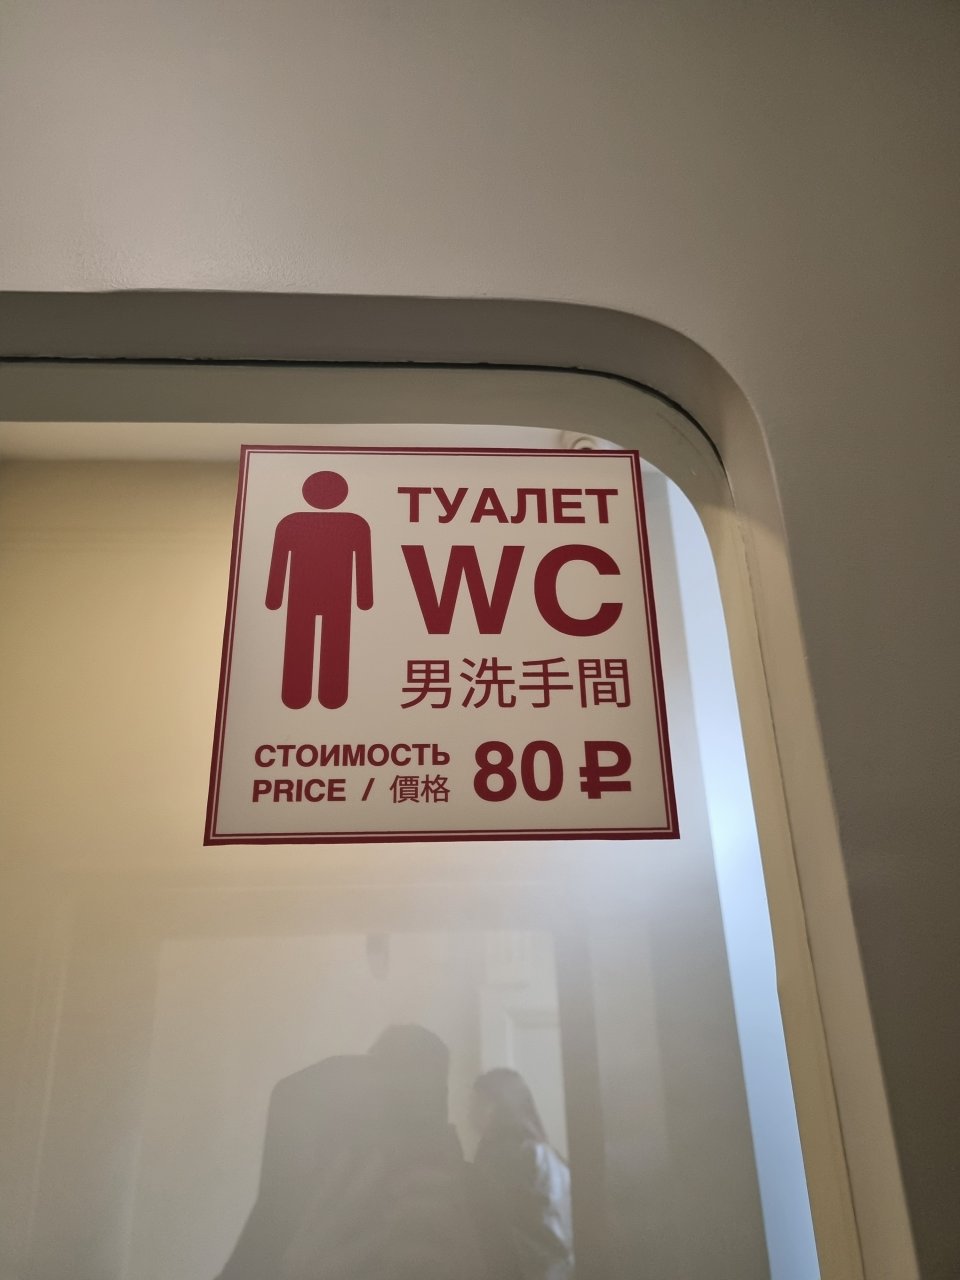 ТУАЛЕТ
WC
男洗手間
СТОИМОСТЬ
PRICE / 價格
80 ₽